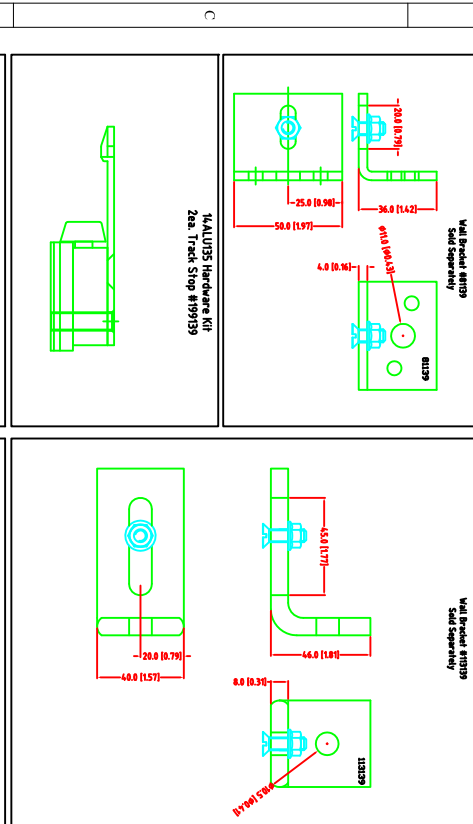 C
Wall Bracket #81139
Sold Separately
20.0 [0.79]
36.0 [1.42]
25.0 [0.98]
50.0 [1.97]
ø11.0 [ø0.43]
4.0 [0.16]
81139
14ALU135 Hardware Kit
2ea. Track Stop #199139
Wall Bracket #113139
Sold Separately
45.0 [1.77]
46.0 [1.81]
20.0 [0.79]
40.0 [1.57]
8.0 [0.31]
113139
ø10.5 [ø0.41]